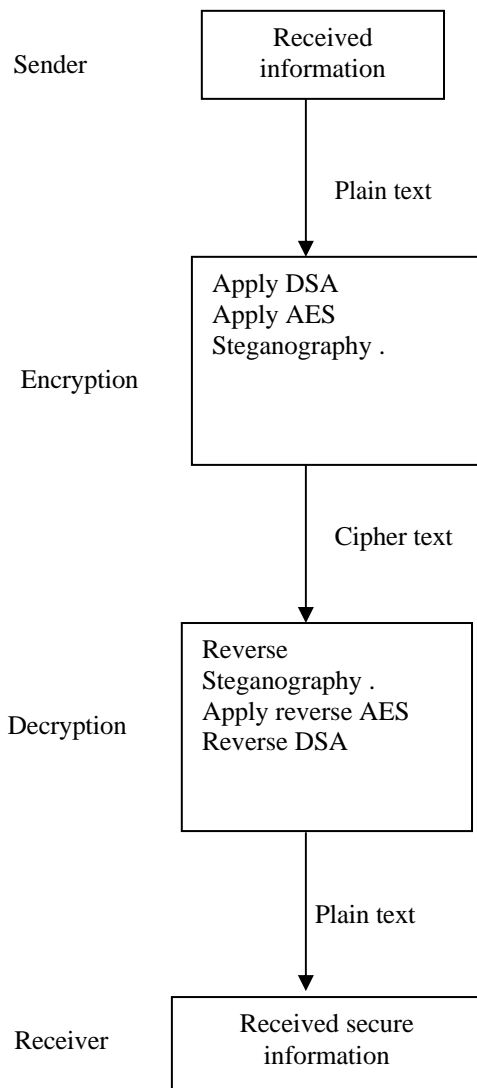 Received
information
Sender
Plain text
Apply DSA
Apply AES
Steganography .
Encryption
Cipher text
Reverse
Steganography .
Apply reverse AES
Reverse DSA
Decryption
Plain text
Received secure
information
Receiver